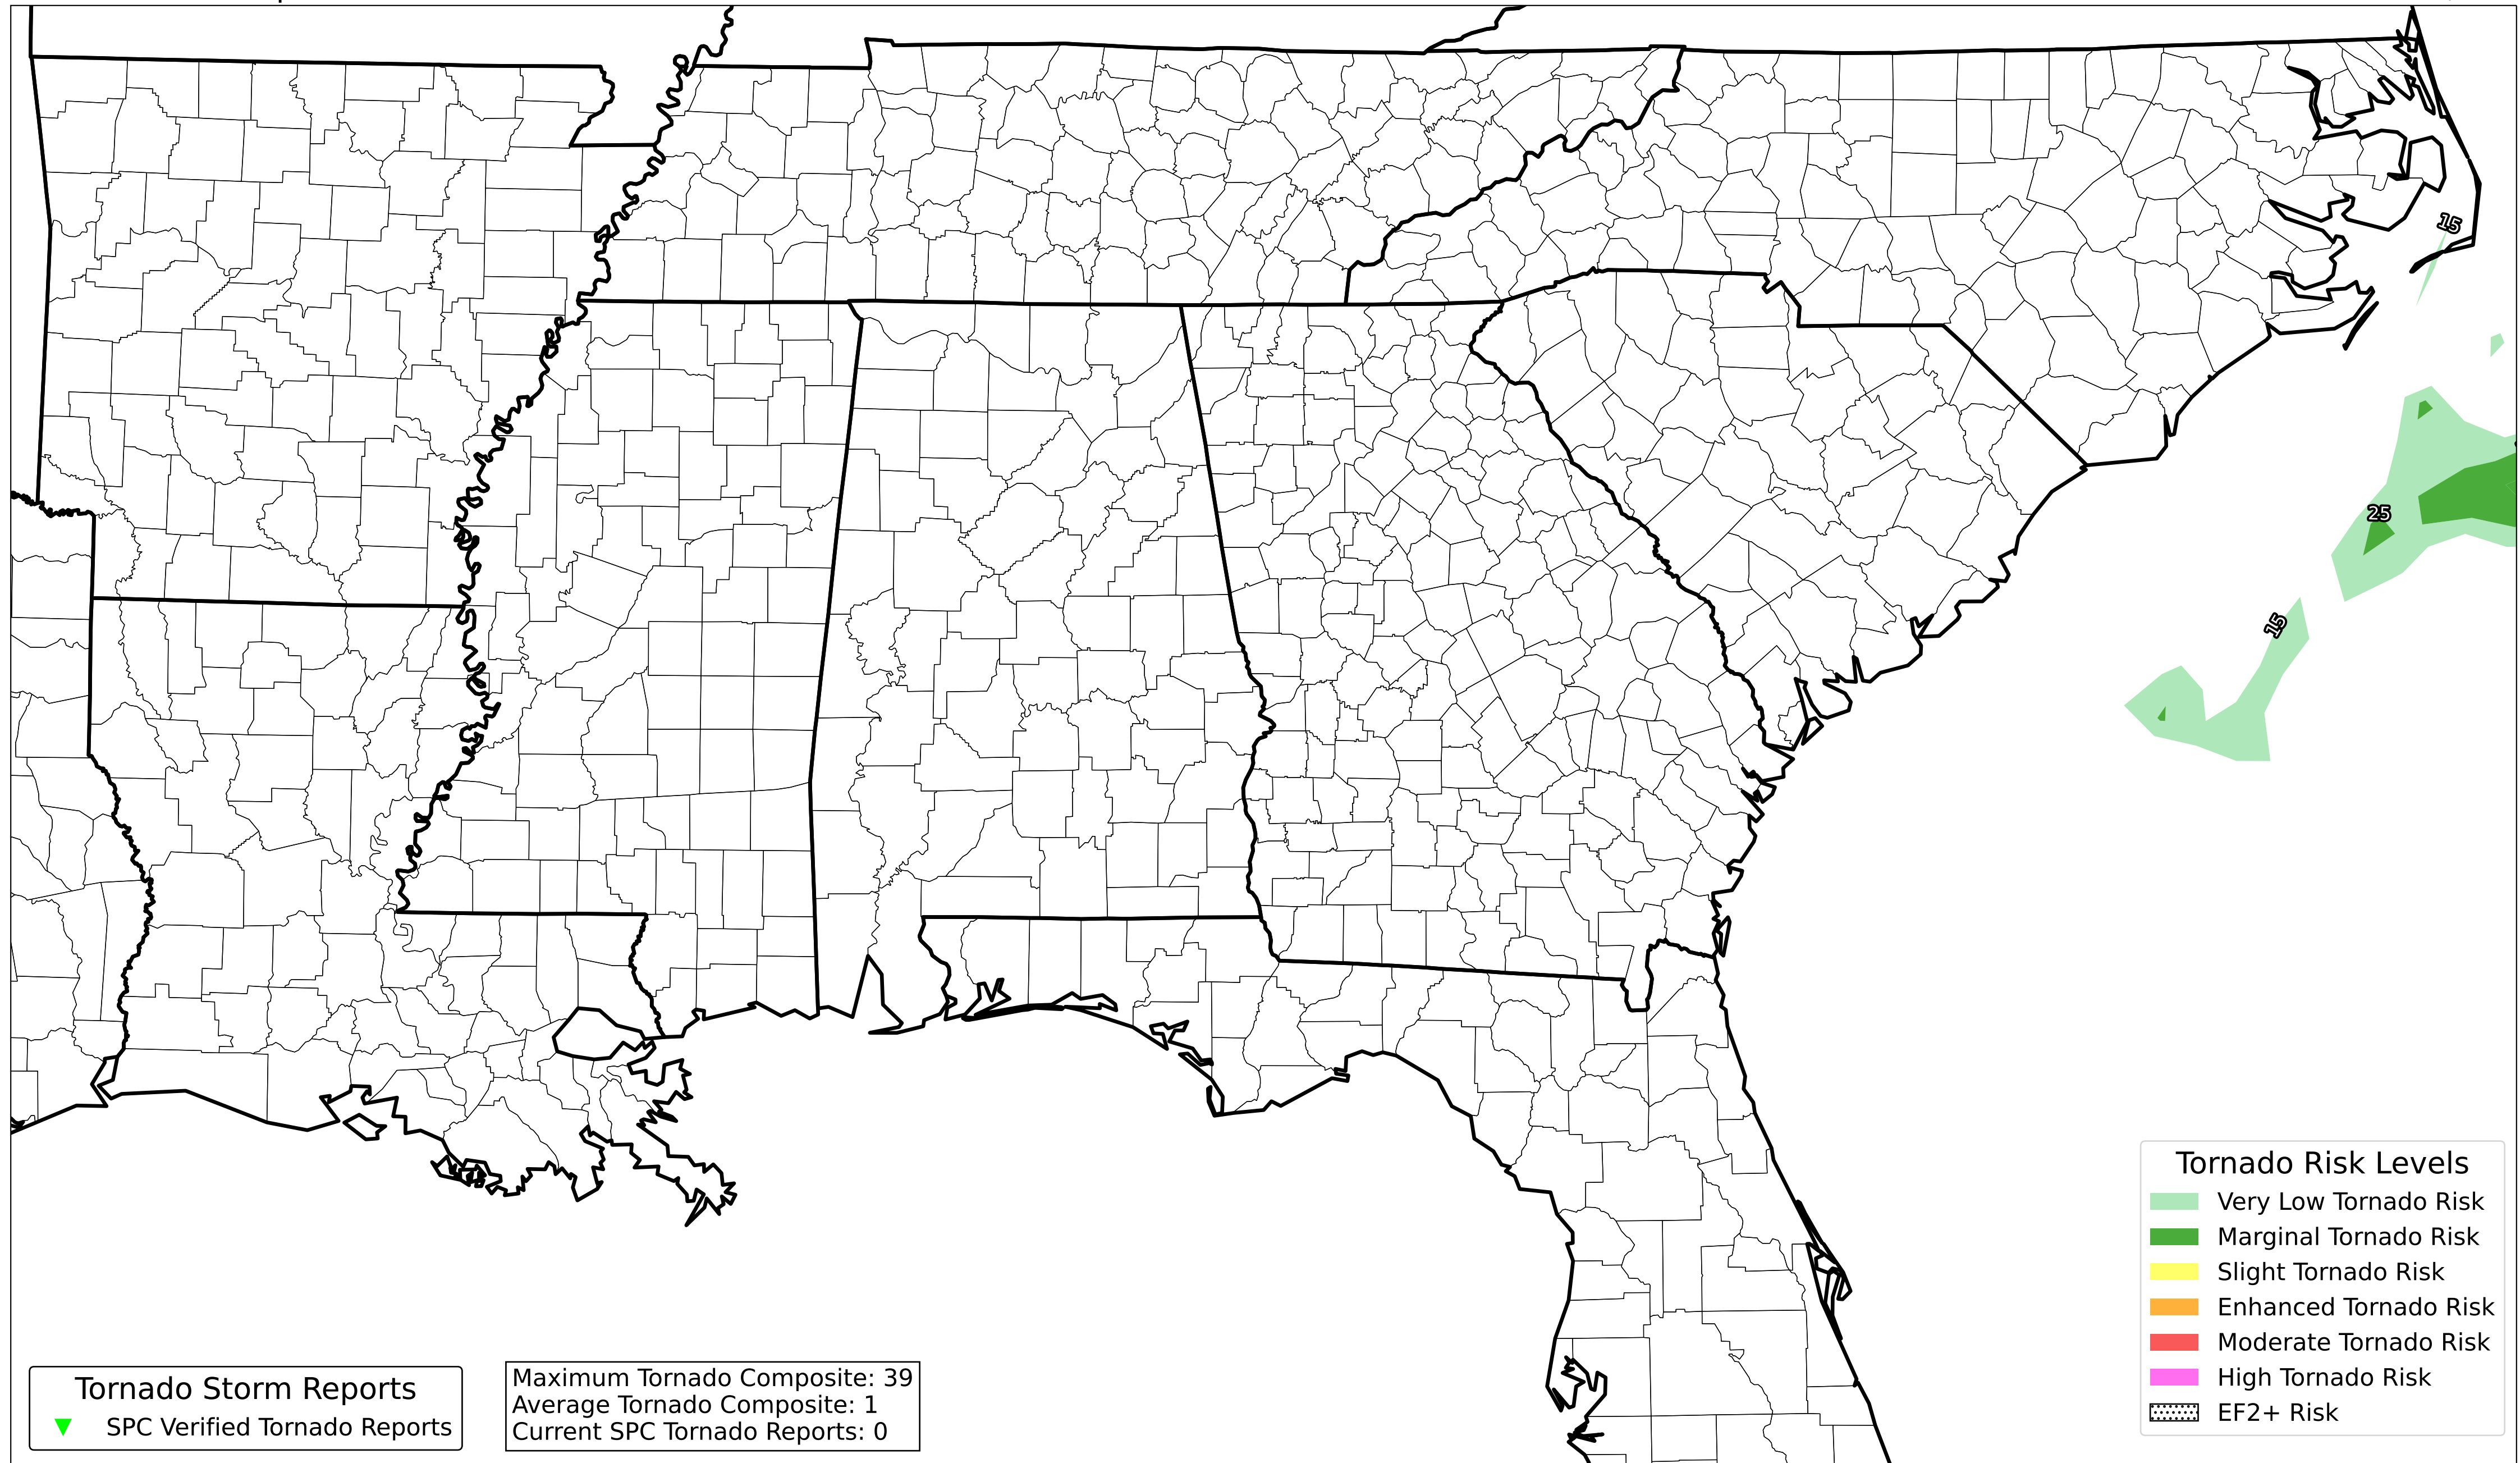 15
25
15
Tornado Risk Levels
Very Low Tornado Risk
Marginal Tornado Risk
Slight Tornado Risk
Enhanced Tornado Risk
Moderate Tornado Risk
High Tornado Risk
EF2+ Risk
Tornado Storm Reports
SPC Verified Tornado Reports
Maximum Tornado Composite: 39
Average Tornado Composite: 1
Current SPC Tornado Reports: 0